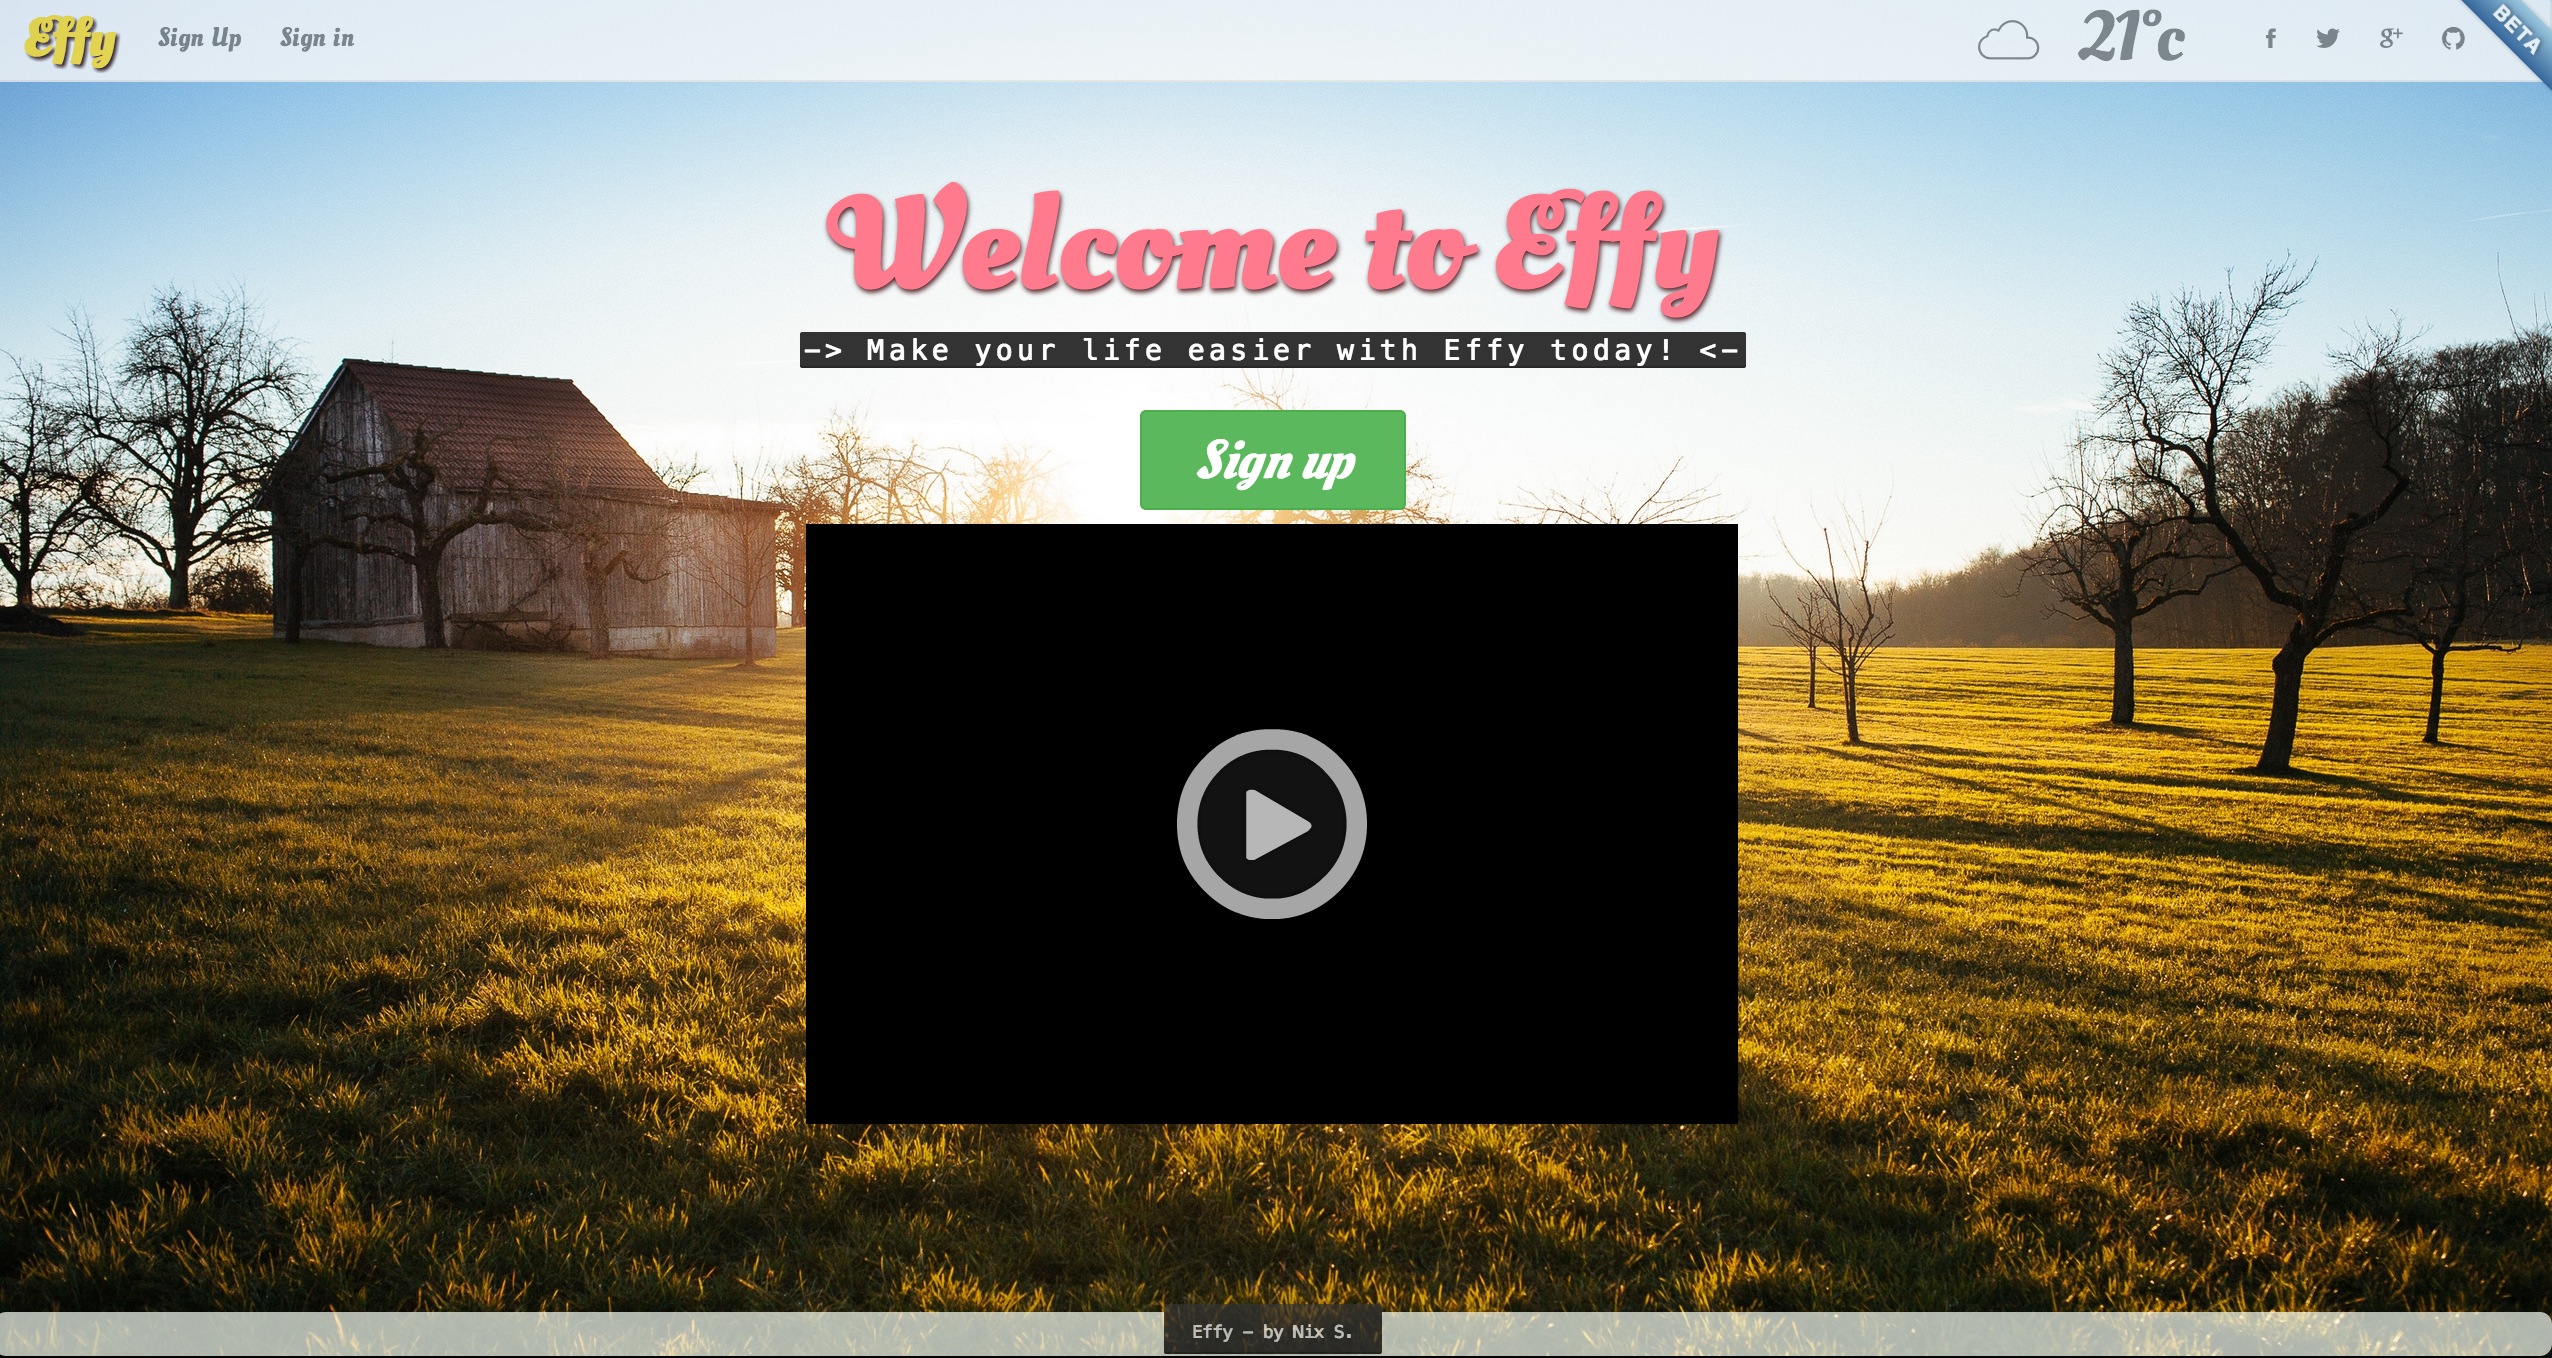 Effy Sign Up Sign in 21°c f g+ BETA
Welcome to Effy
-> Make your life easier with Effy today! <-
Sign up
Effy - by Nix S.